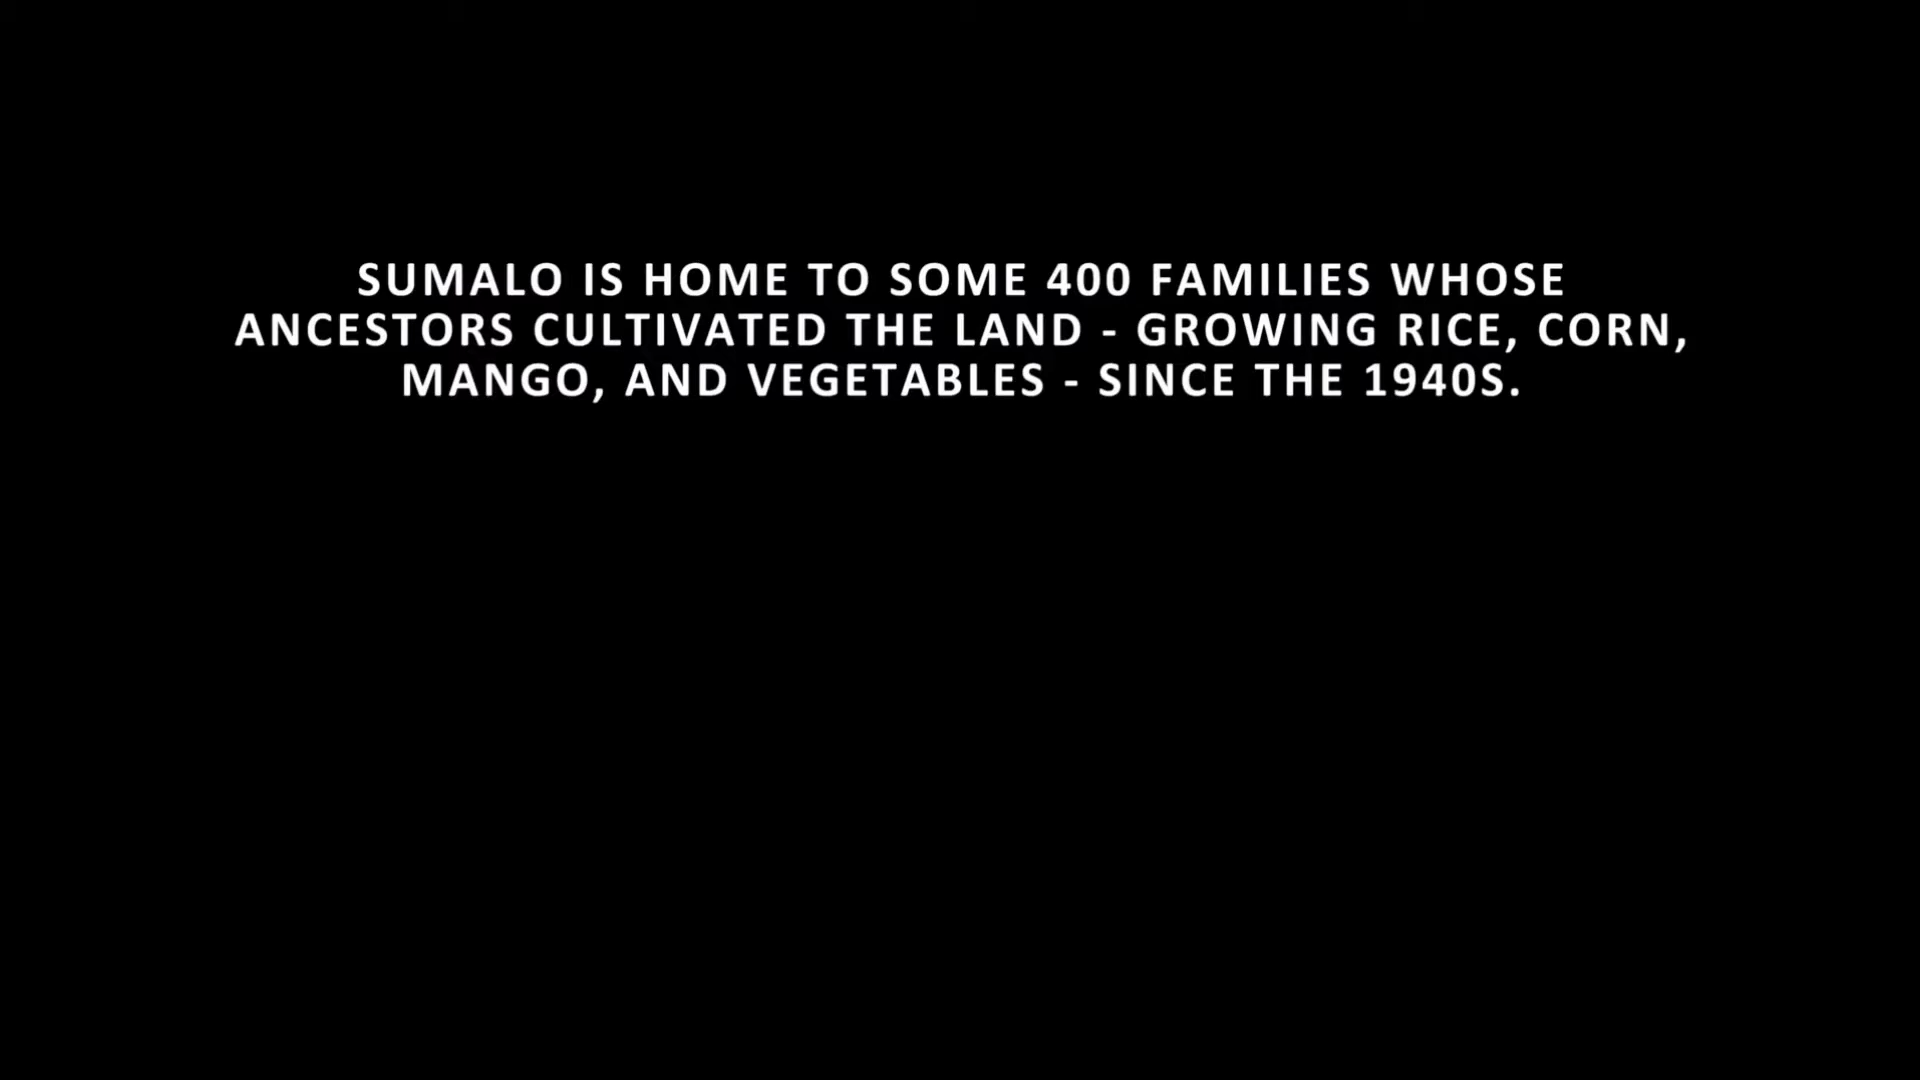 SUMALO IS HOME TO SOME 400 FAMILIES WHOSE
ANCESTORS CULTIVATED THE LAND - GROWING RICE, CORN,
MANGO, AND VEGETABLES - SINCE THE 1940S.